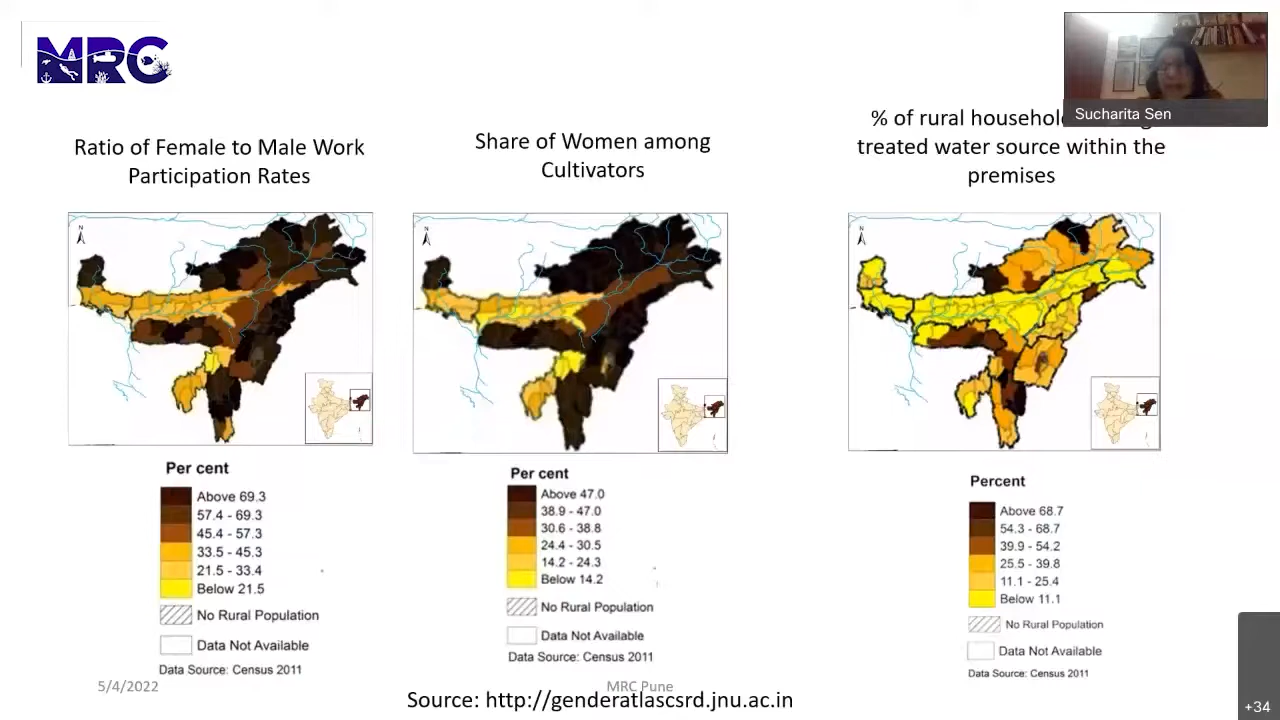 MRC
Sucharita Sen
Ratio of Female to Male Work
Participation Rates
Share of Women among
Cultivators
% of rural household
treated water source within the
premises
N
N
N
Per cent
Above 69.3
57.4 - 69.3
45.4 - 57.3
33.5 - 45.3
21.5 - 33.4
Below 21.5
No Rural Population
Data Not Available
Data Source: Census 2011
Per cent
Above 47.0
38.9 - 47.0
30.6 - 38.8
24.4 - 30.5
14.2 - 24.3
Below 14.2
No Rural Population
Data Not Available
Data Source: Census 2011
Percent
Above 68.7
54.3 - 68.7
39.9 - 54.2
25.5 - 39.8
11.1 - 25.4
Below 11.1
No Rural Population
Data Not Available
Data Source: Census 2011
5/4/2022
MRC Pune
Source: http://genderatlascsrd.jnu.ac.in
+34